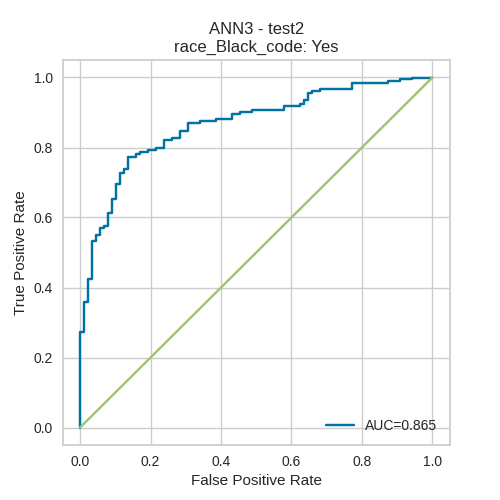 ANN3 - test2
race_Black_code: Yes
1.0
0.8
0.6
0.4
0.2
0.0
True Positive Rate
0.0 0.2 0.4 0.6 0.8 1.0
False Positive Rate
AUC=0.865